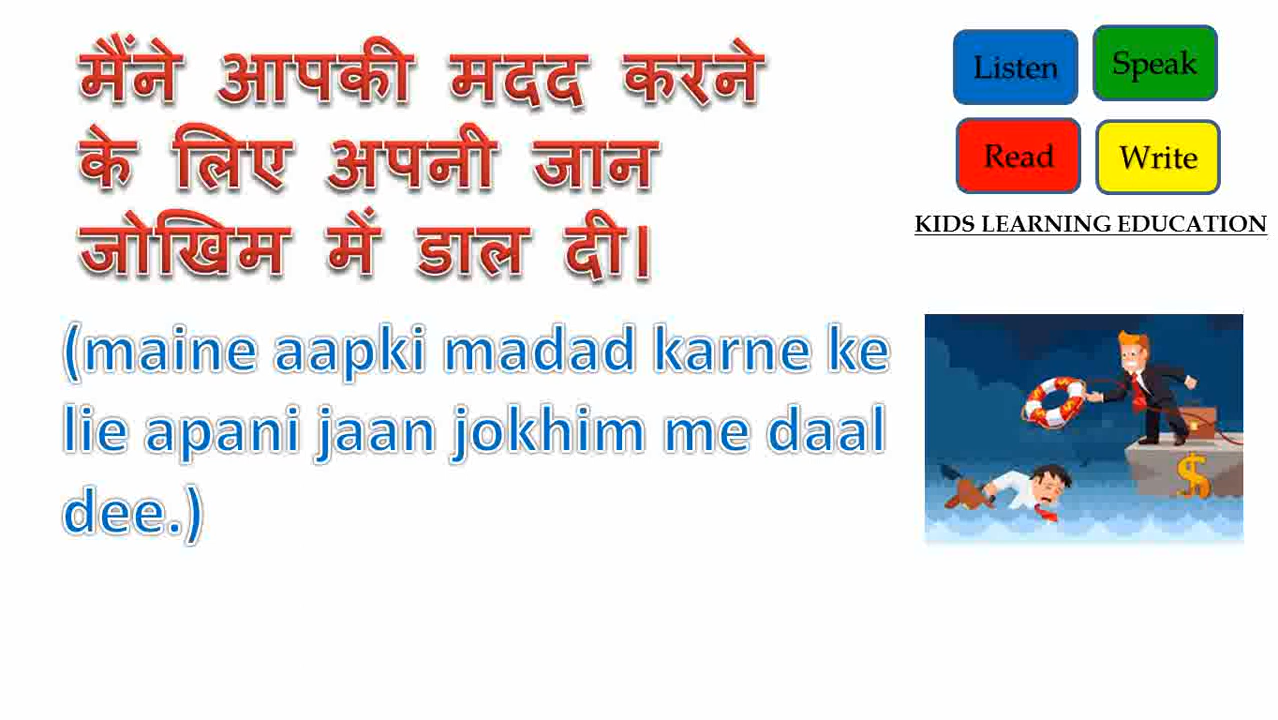 मैंने आपकी मदद करने
के लिए अपनी जान
जोखिम में डाल दी।
(maine aapki madad karne ke
lie apani jaan jokhim me daal
dee.)
Listen
Speak
Read
Write
KIDS LEARNING EDUCATION
$